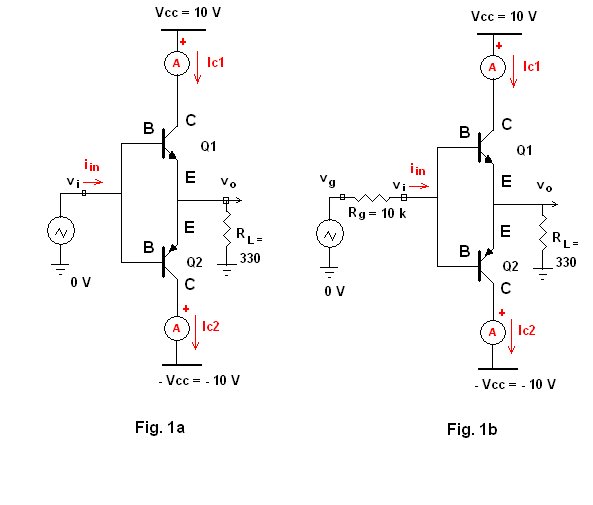 Vcc = 10 V
+
A
Ic1
C
B
Q1
E
vi
iin
vo
E
RL =
330
B
Q2
C
0 V
+
A
Ic2
- Vcc = - 10 V
Fig. 1a
Vcc = 10 V
+
A
Ic1
C
B
Q1
E
vg
vi
iin
vo
Rg = 10 k
E
RL =
330
B
Q2
C
0 V
+
A
Ic2
- Vcc = - 10 V
Fig. 1b